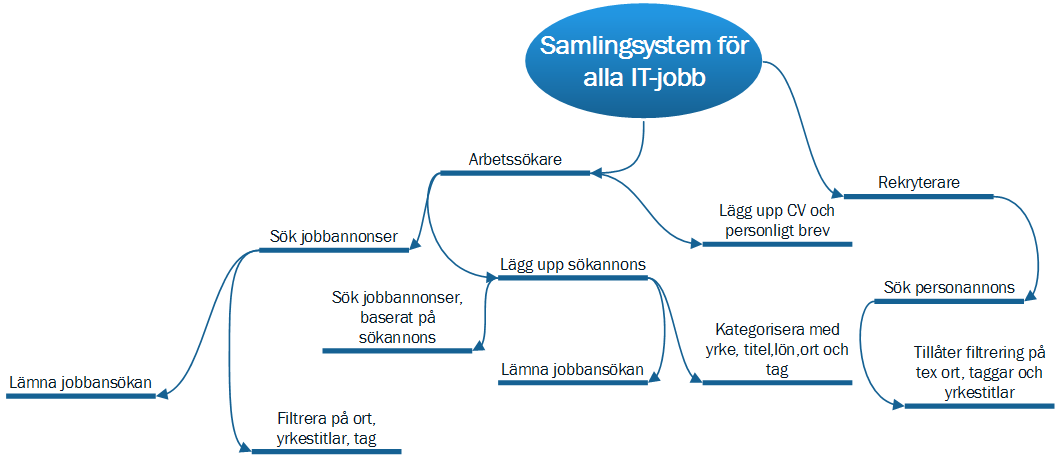 Samlingsystem för
alla IT-jobb
Arbetssökare
Rekryterare
Lägg upp CV och
personligt brev
Sök jobbannonser
Lägg upp sökannons
Sök personannons
Sök jobbannonser,
baserat på
sökannons
Kategorisera med
yrke, titel,lön,ort och
tag
Lämna jobbansökan
Tillåter filtrering på
tex ort, taggar och
yrkestitlar
Lämna jobbansökan
Filtrera på ort,
yrkestitlar, tag